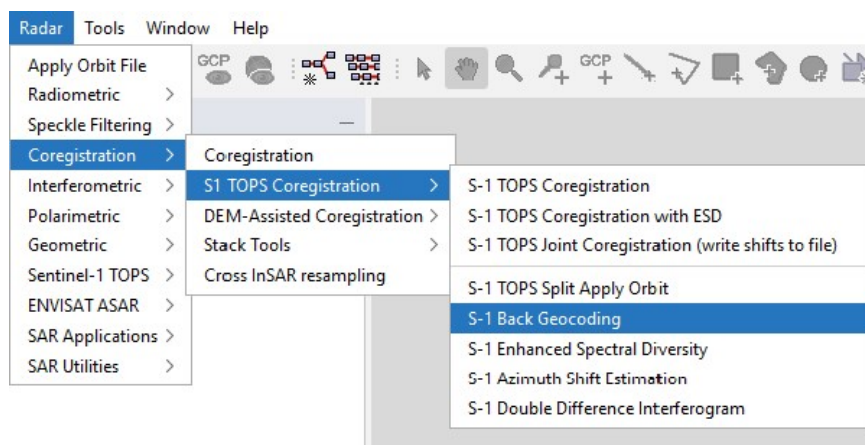 Radar Tools Window Help
Apply Orbit File
Radiometric >
Speckle Filtering >
Coregistration >
Interferometric >
Polarimetric >
Geometric >
Sentinel-1 TOPS >
ENVISAT ASAR >
SAR Applications >
SAR Utilities >
GCP
GCP
Coregistration
S1 TOPS Coregistration >
DEM-Assisted Coregistration >
Stack Tools >
Cross InSAR resampling
S-1 TOPS Coregistration
S-1 TOPS Coregistration with ESD
S-1 TOPS Joint Coregistration (write shifts to file)
S-1 TOPS Split Apply Orbit
S-1 Back Geocoding
S-1 Enhanced Spectral Diversity
S-1 Azimuth Shift Estimation
S-1 Double Difference Interferogram